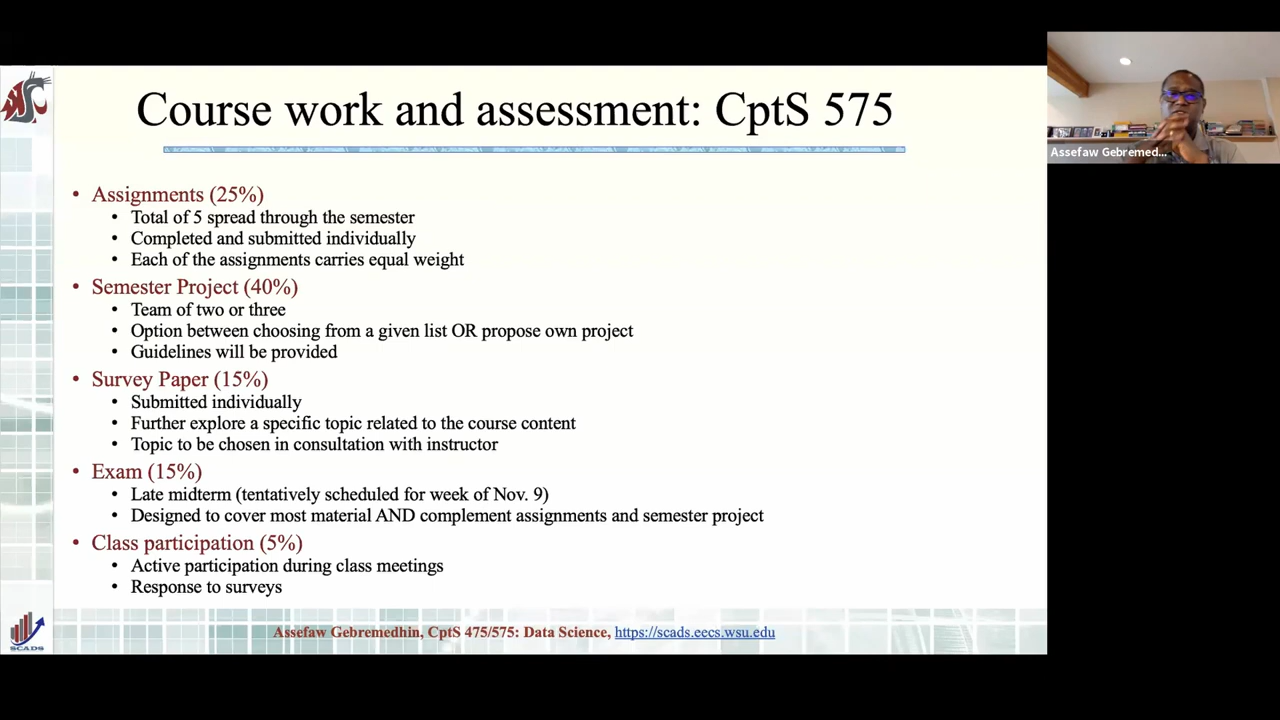 Course work and assessment: CptS 575
Assefaw Gebremed...
• Assignments (25%)
• Total of 5 spread through the semester
• Completed and submitted individually
• Each of the assignments carries equal weight
• Semester Project (40%)
• Team of two or three
• Option between choosing from a given list OR propose own project
• Guidelines will be provided
• Survey Paper (15%)
• Submitted individually
• Further explore a specific topic related to the course content
• Topic to be chosen in consultation with instructor
• Exam (15%)
• Late midterm (tentatively scheduled for week of Nov. 9)
• Designed to cover most material AND complement assignments and semester project
• Class participation (5%)
• Active participation during class meetings
• Response to surveys
Assefaw Gebremedhin, CptS 475/575: Data Science, https://scads.eecs.wsu.edu
SCADS